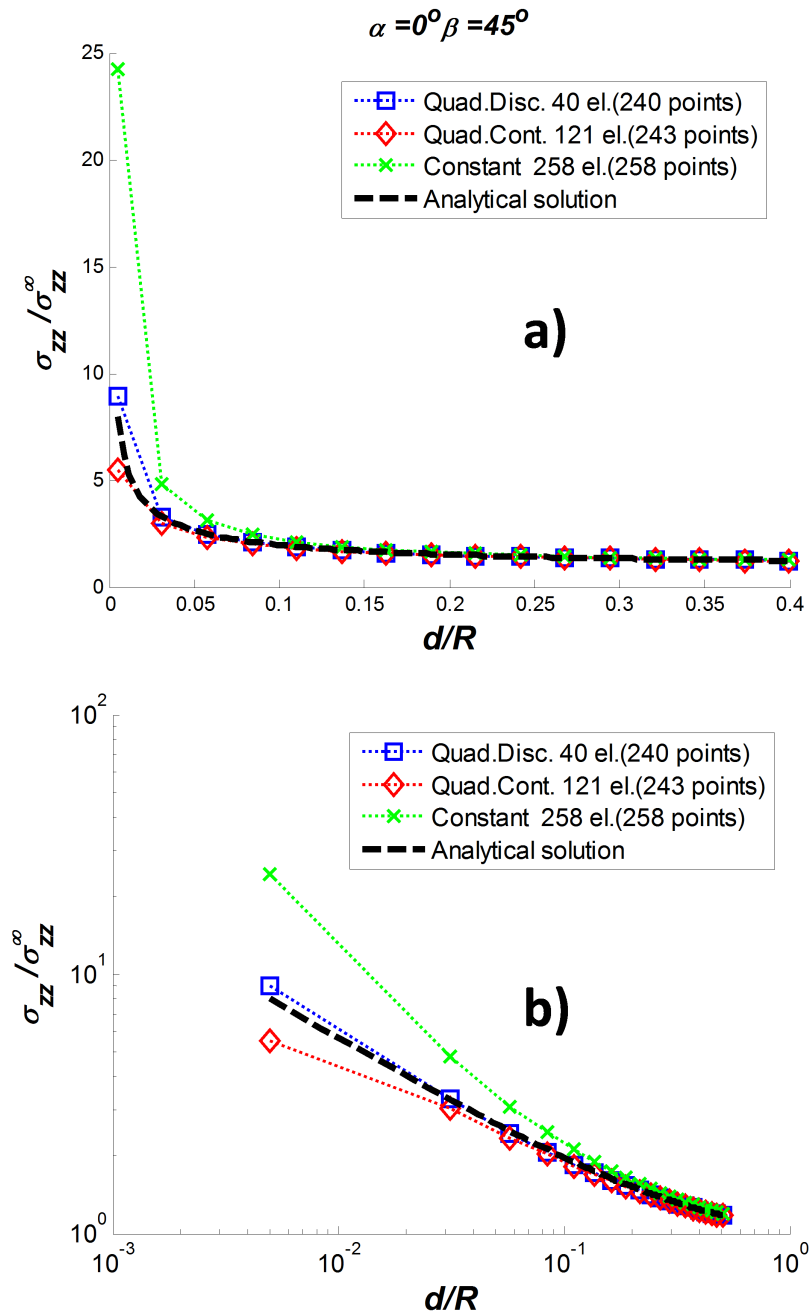 α =0° β =45°
25
20
15
10
5
0
σzz /σzz∞
Quad.Disc. 40 el.(240 points)
Quad.Cont. 121 el.(243 points)
Constant 258 el.(258 points)
Analytical solution
a)
0 0.05 0.1 0.15 0.2 0.25 0.3 0.35 0.4
d/R
10²
10¹
10⁰
σzz /σzz∞
Quad.Disc. 40 el.(240 points)
Quad.Cont. 121 el.(243 points)
Constant 258 el.(258 points)
Analytical solution
b)
10⁻³ 10⁻² 10⁻¹ 10⁰
d/R